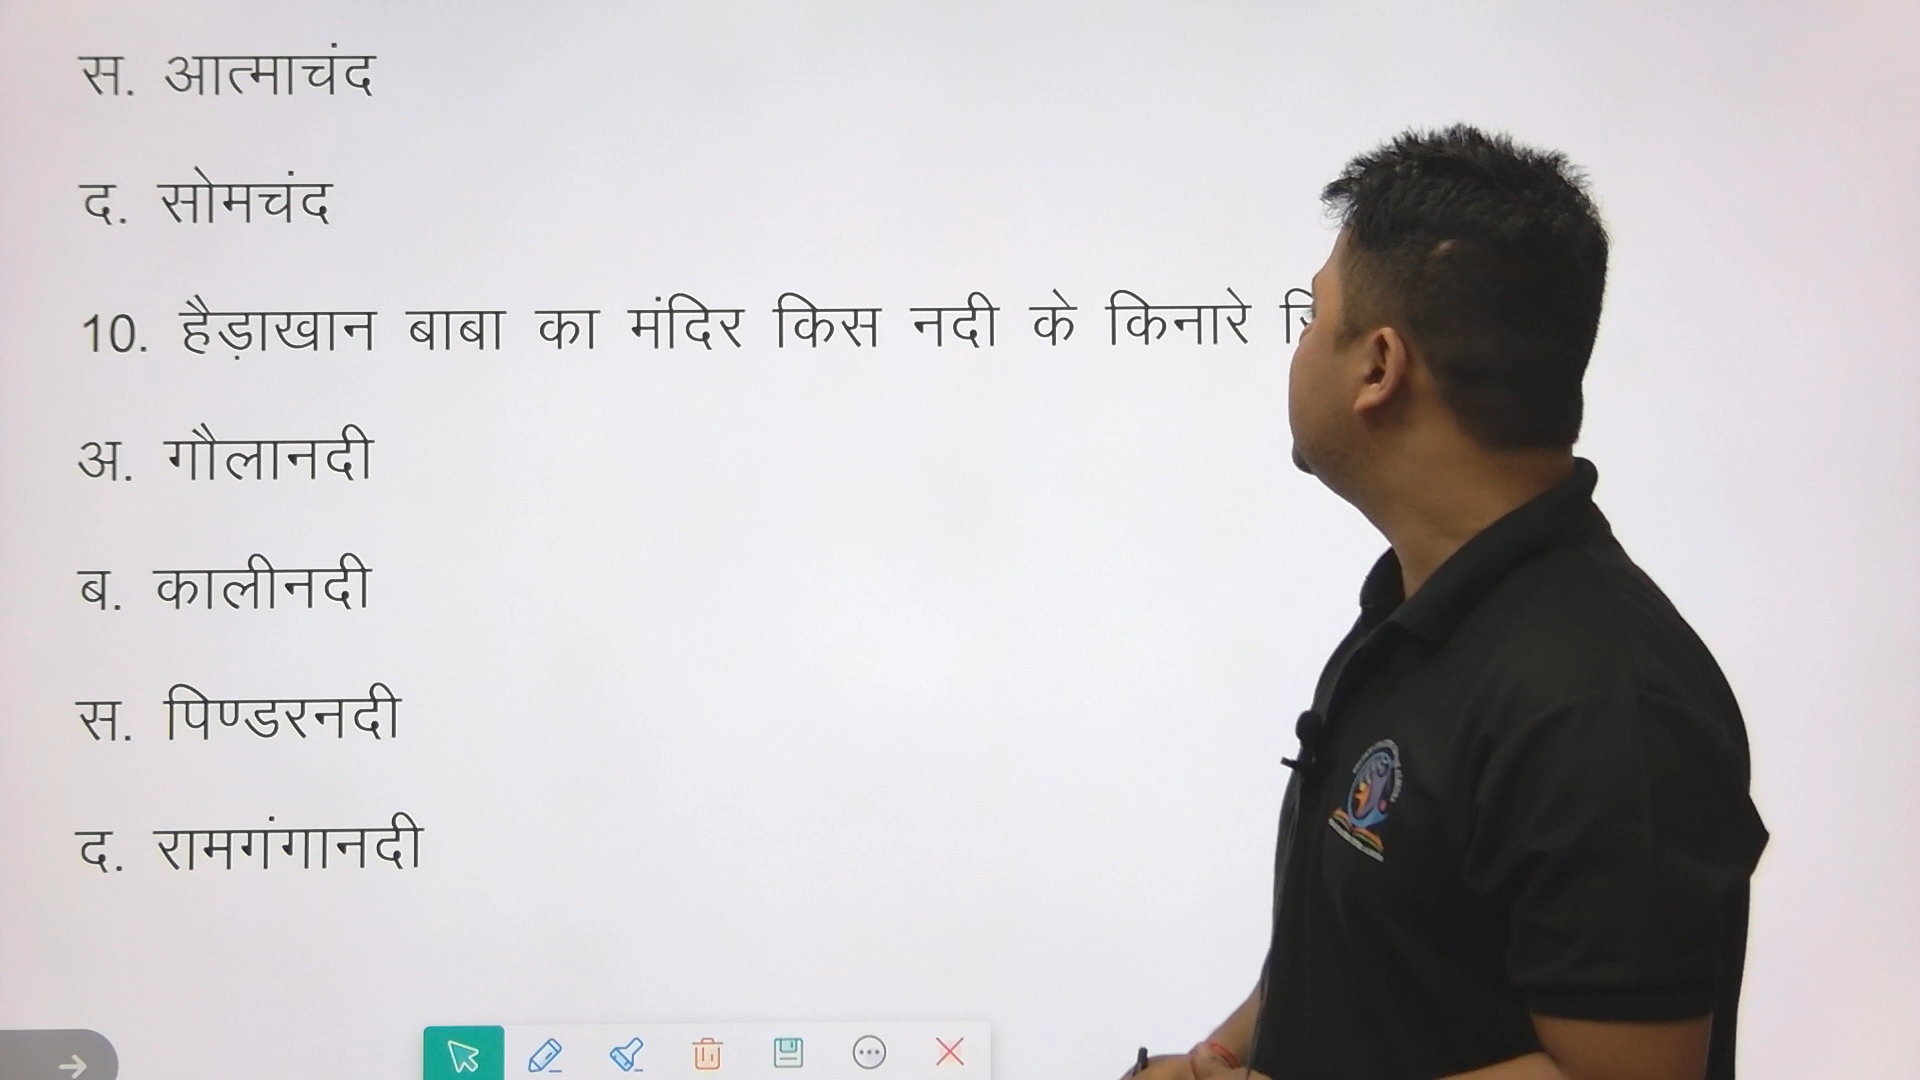 स. आत्माचंद
द. सोमचंद
10. हैड़ाखान बाबा का मंदिर किस नदी के किनारे
अ. गौलानदी
ब. कालीनदी
स. पिण्डरनदी
द. रामगंगानदी